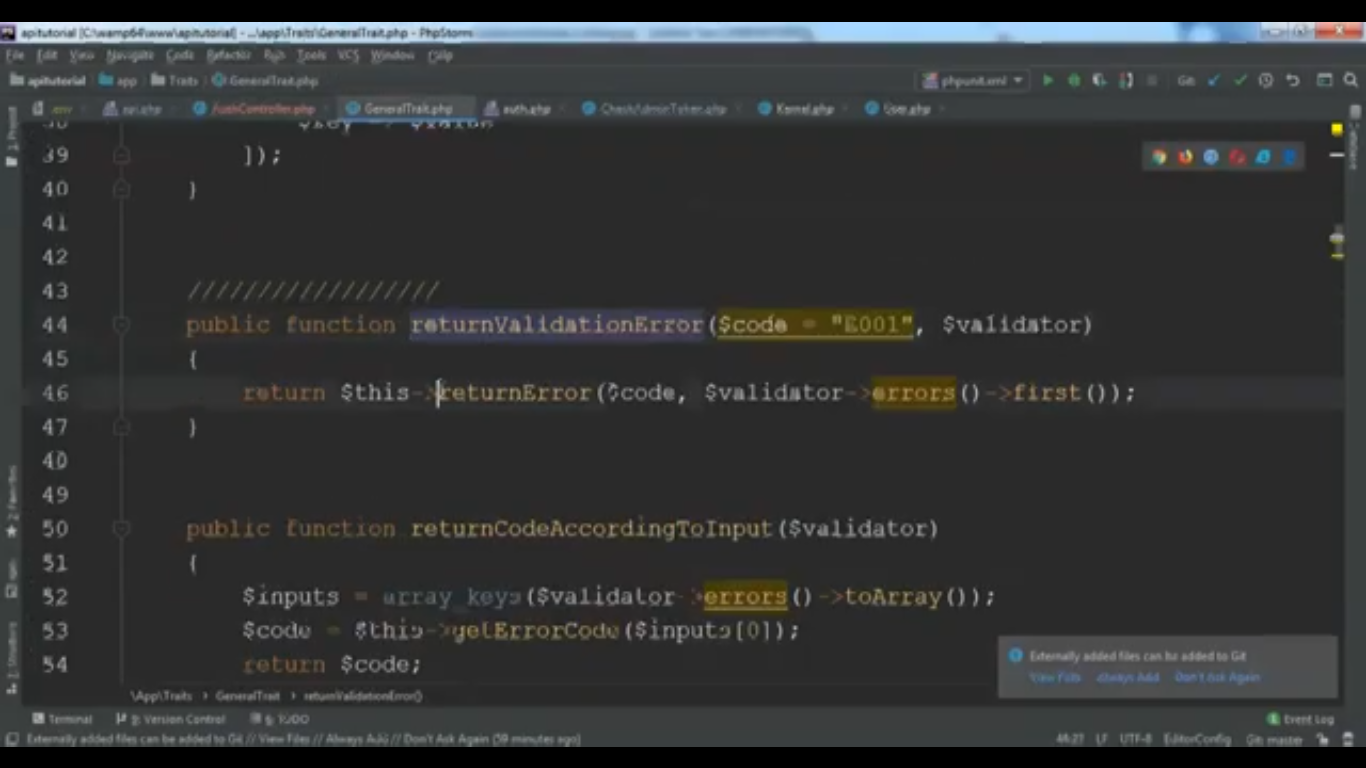 apitutorial [C:\wamp64\www\apitutorial] - ...\app\Traits\GeneralTrait.php - PhpStorm
File Edit View Navigate Code Refactor Run Tools VCS Window Help
apitutorial app Traits GeneralTrait.php phpunit.xml Git:
.env api.php AuthController.php GeneralTrait.php auth.php CheckAdminToken.php Kernel.php User.php
38 $key => $value
39 ]);
40 }
41
42
43 //////////////////
44 public function returnValidationError($code = "E001", $validator)
45 {
46 return $this->returnError($code, $validator->errors()->first());
47 }
48
49
50 public function returnCodeAccordingToInput($validator)
51 {
52 $inputs = array_keys($validator->errors()->toArray());
53 $code = $this->getErrorCode($inputs[0]);
54 return $code;
Externally added files can be added to Git
View Files Always Add Don't Ask Again
\App\Traits › GeneralTrait › returnValidationError()
Terminal 9: Version Control 6: TODO Event Log
Externally added files can be added to Git // View Files // Always Add // Don't Ask Again (59 minutes ago) 46:27 LF UTF-8 EditorConfig Git: master
1: Project
2: Favorites
npm
Database